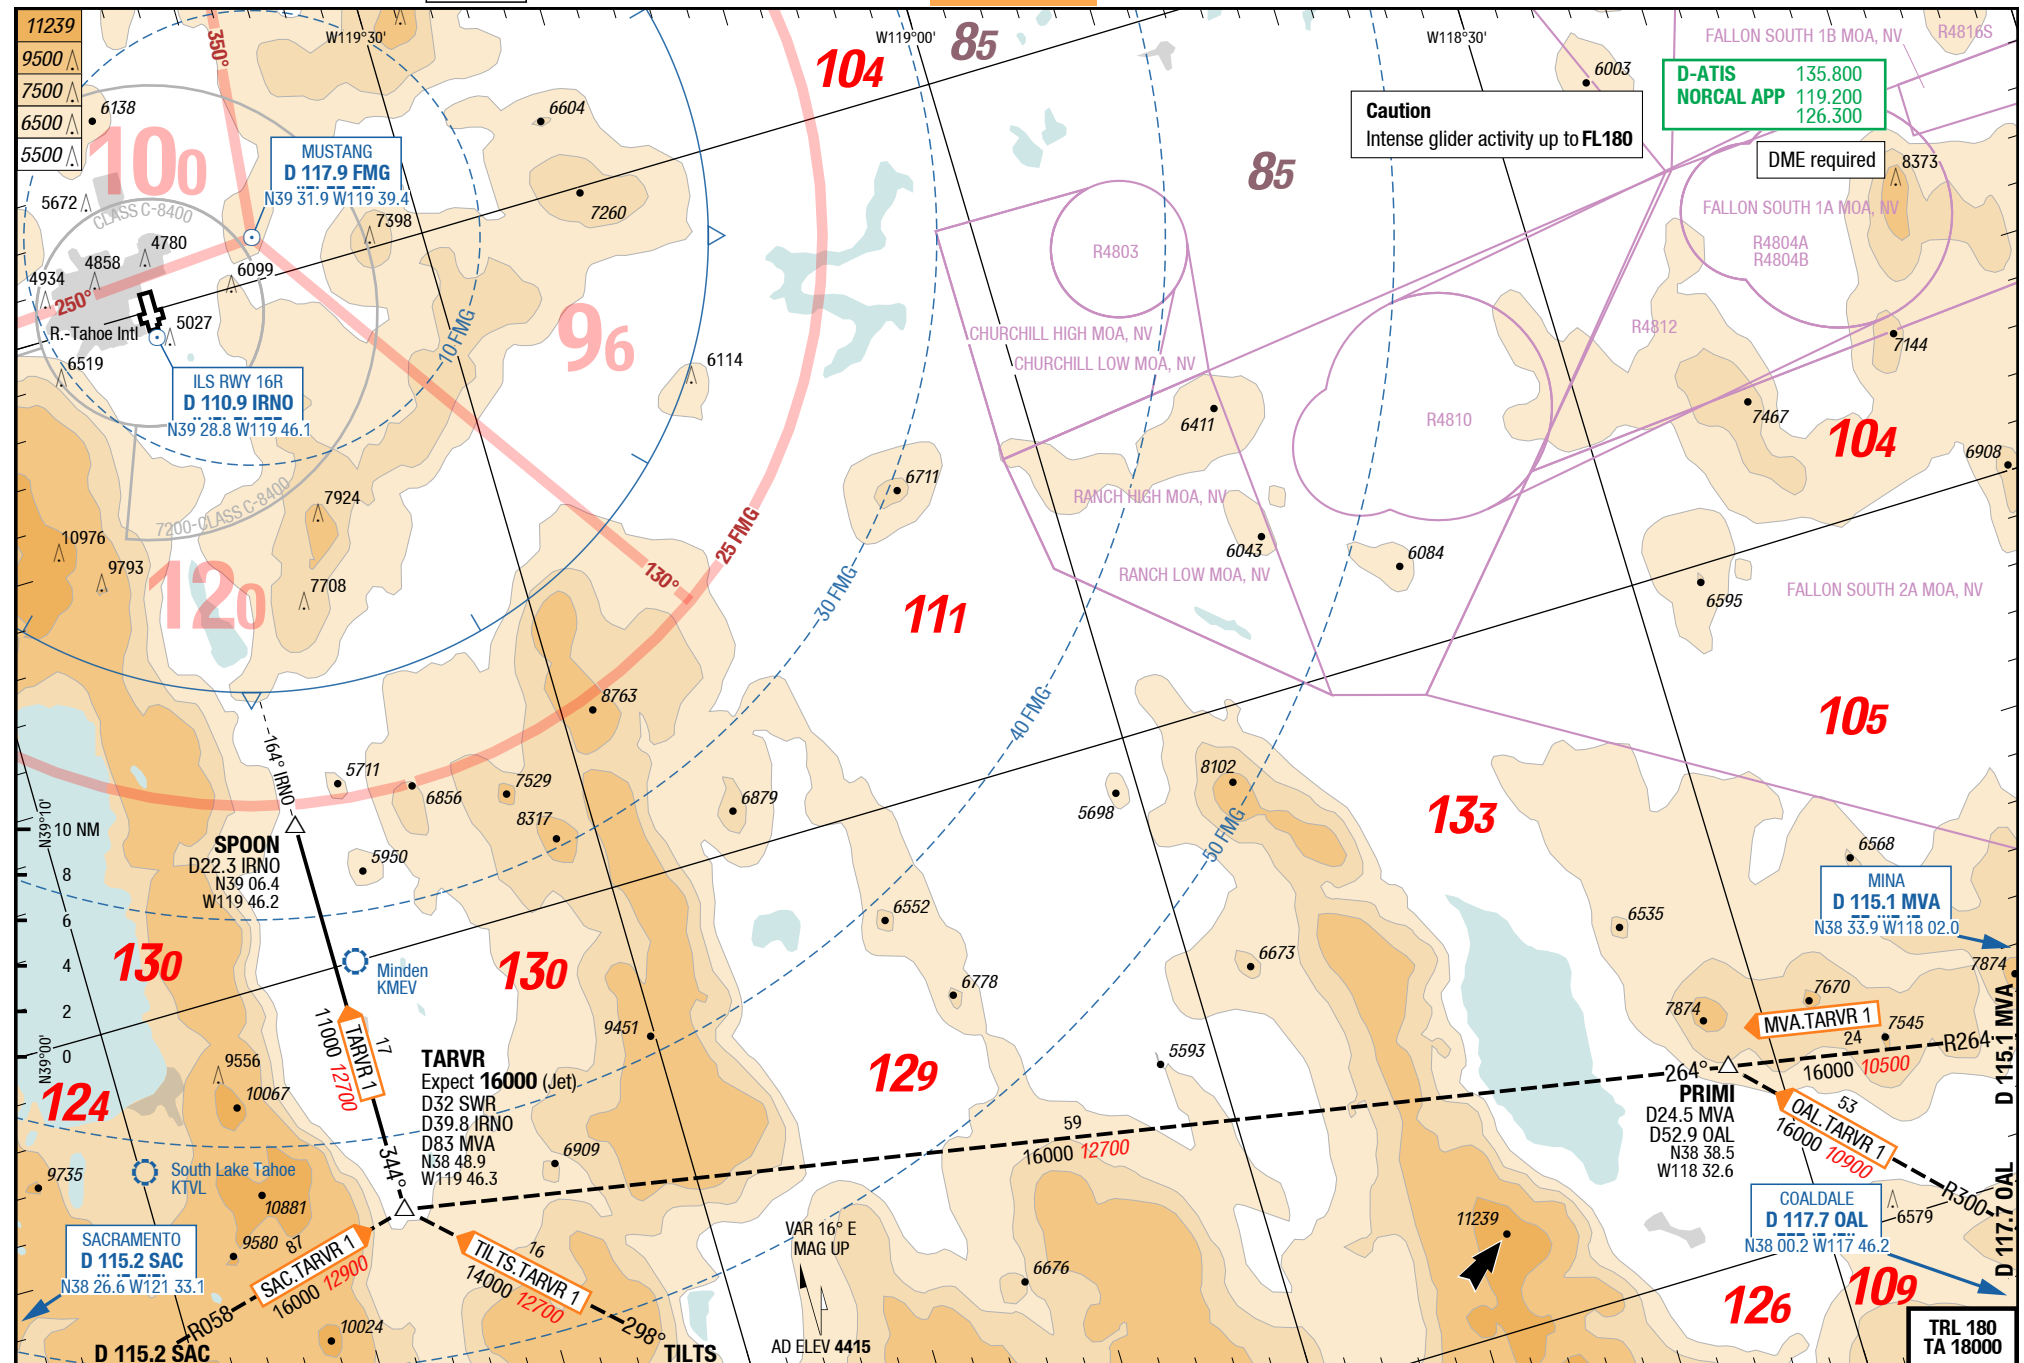 11239
9500
7500
6500
5500
350°
W119°30'
W119°00'
W118°30'
104
85
6003
FALLON SOUTH 1B MOA, NV
R4816S
D-ATIS 135.800
NORCAL APP 119.200
126.300
Caution
Intense glider activity up to FL180
DME required
6138
6604
100
MUSTANG
D 117.9 FMG
N39 31.9 W119 39.4
85
8373
FALLON SOUTH 1A MOA, NV
5672
CLASS C-8400
7398
7260
4780
4858
4934
6099
250°
R4803
R4804A
R4804B
R.-Tahoe Intl
5027
10 FMG
96
CHURCHILL HIGH MOA, NV
CHURCHILL LOW MOA, NV
R4812
7144
6519
ILS RWY 16R
D 110.9 IRNO
N39 28.8 W119 46.1
6114
6411
R4810
7467
104
6908
6711
7924
7200-CLASS C-8400
RANCH HIGH MOA, NV
25 FMG
10976
9793
7708
120
130°
30 FMG
6043
6084
RANCH LOW MOA, NV
111
6595
FALLON SOUTH 2A MOA, NV
8763
40 FMG
105
164° IRNO
5711
6856
7529
8317
6879
5698
8102
133
50 FMG
N39°10'
10 NM
8
6
4
2
0
N39°00'
SPOON
D22.3 IRNO
N39 06.4
W119 46.2
5950
6568
MINA
D 115.1 MVA
N38 33.9 W118 02.0
6552
6535
130
130
Minden
KMEV
6673
7874
6778
7874
7670
MVA.TARVR 1
7545
24
R264
16000 10500
D 115.1 MVA
TARVR 1
17
11000 12700
9451
9556
10067
124
TARVR
Expect 16000 (Jet)
D32 SWR
D39.8 IRNO
D83 MVA
N38 48.9
W119 46.3
129
5593
264°
PRIMI
D24.5 MVA
D52.9 OAL
N38 38.5
W118 32.6
OAL.TARVR 1
53
16000 10900
R300
D 117.7 OAL
59
16000 12700
344°
6909
9735
South Lake Tahoe
KTVL
10881
9580
SACRAMENTO
D 115.2 SAC
N38 26.6 W121 33.1
87
SAC.TARVR 1
16000 12900
R058
D 115.2 SAC
10024
16
TILTS.TARVR 1
14000 12700
298°
TILTS
VAR 16° E
MAG UP
AD ELEV 4415
6676
11239
COALDALE
D 117.7 OAL
N38 00.2 W117 46.2
6579
126
109
TRL 180
TA 18000